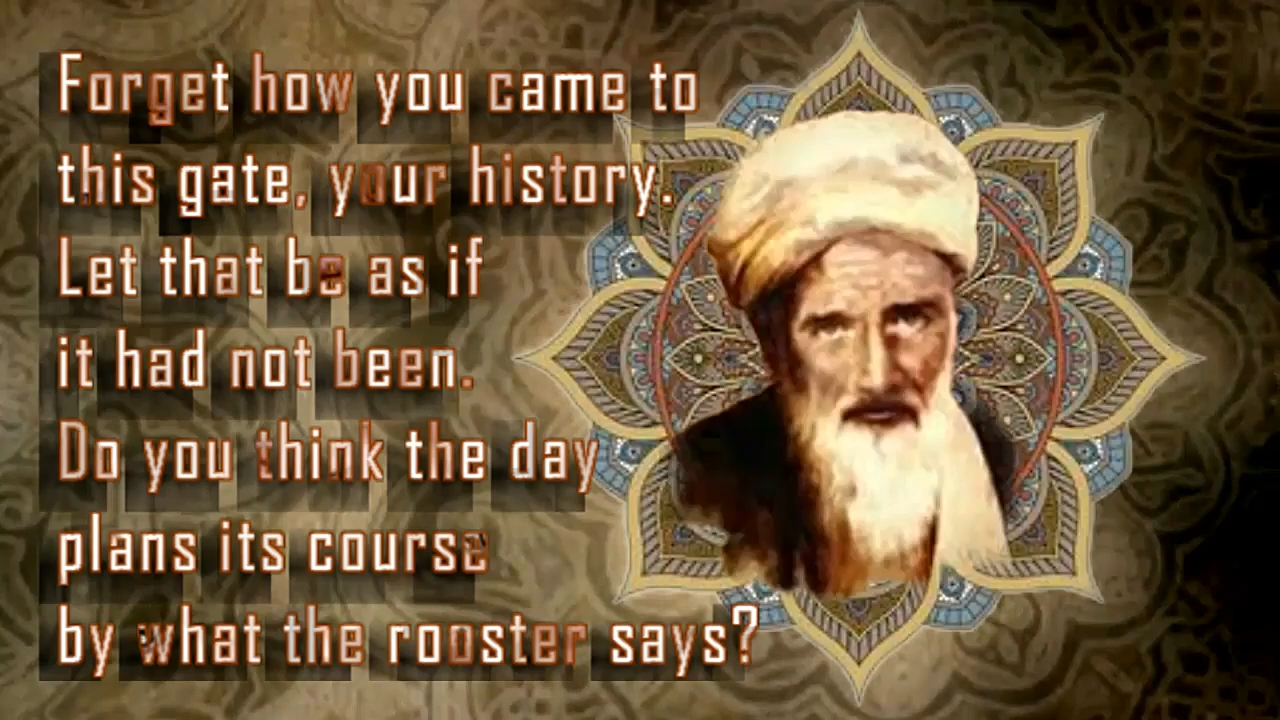 Forget how you came to
this gate, your history.
Let that be as if
it had not been.
Do you think the day
plans its course
by what the rooster says?